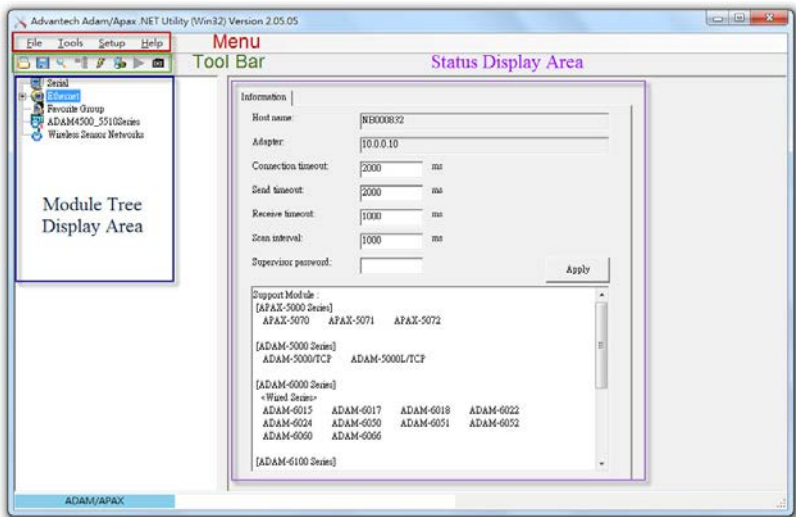 Advantech Adam/Apax .NET Utility (Win32) Version 2.05.05
File Tools Setup Help
Menu
Tool Bar
Status Display Area
Serial
Ethernet
Favorite Group
ADAM4500_5510Series
Wireless Sensor Networks
Module Tree
Display Area
Information
Host name: NB000832
Adapter: 10.0.0.10
Connection timeout: 2000 ms
Send timeout: 2000 ms
Receive timeout: 1000 ms
Scan interval: 1000 ms
Supervisor password:
Apply
Support Module :
[APAX-5000 Series]
APAX-5070 APAX-5071 APAX-5072
[ADAM-5000 Series]
ADAM-5000/TCP ADAM-5000L/TCP
[ADAM-6000 Series]
<Wired Series>
ADAM-6015 ADAM-6017 ADAM-6018 ADAM-6022
ADAM-6024 ADAM-6050 ADAM-6051 ADAM-6052
ADAM-6060 ADAM-6066
[ADAM-6100 Series]
ADAM/APAX